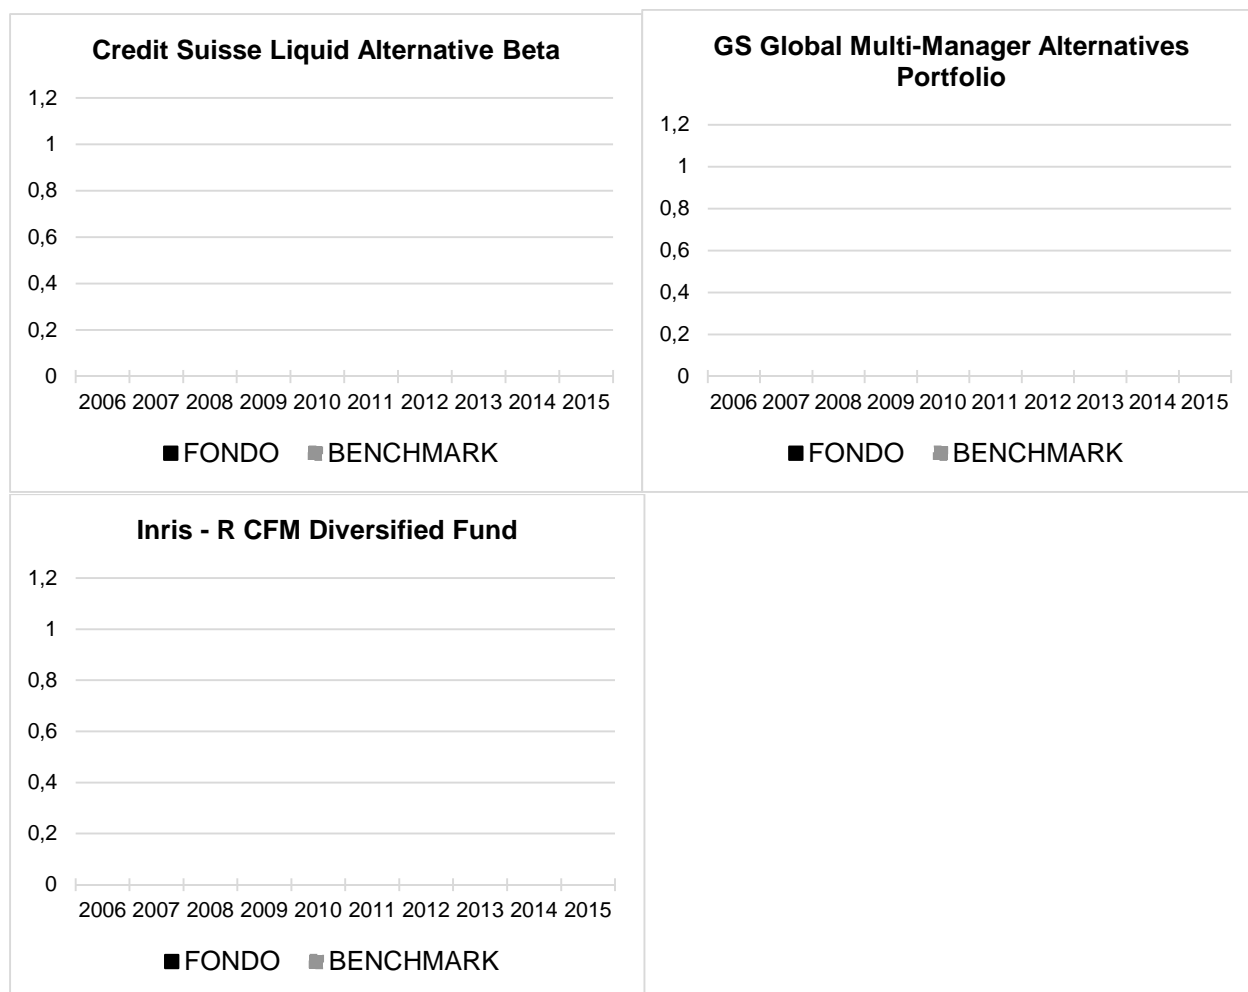 Credit Suisse Liquid Alternative Beta
1,2
1
0,8
0,6
0,4
0,2
0
2006 2007 2008 2009 2010 2011 2012 2013 2014 2015
FONDO BENCHMARK
GS Global Multi-Manager Alternatives
Portfolio
1,2
1
0,8
0,6
0,4
0,2
0
2006 2007 2008 2009 2010 2011 2012 2013 2014 2015
FONDO BENCHMARK
Inris - R CFM Diversified Fund
1,2
1
0,8
0,6
0,4
0,2
0
2006 2007 2008 2009 2010 2011 2012 2013 2014 2015
FONDO BENCHMARK